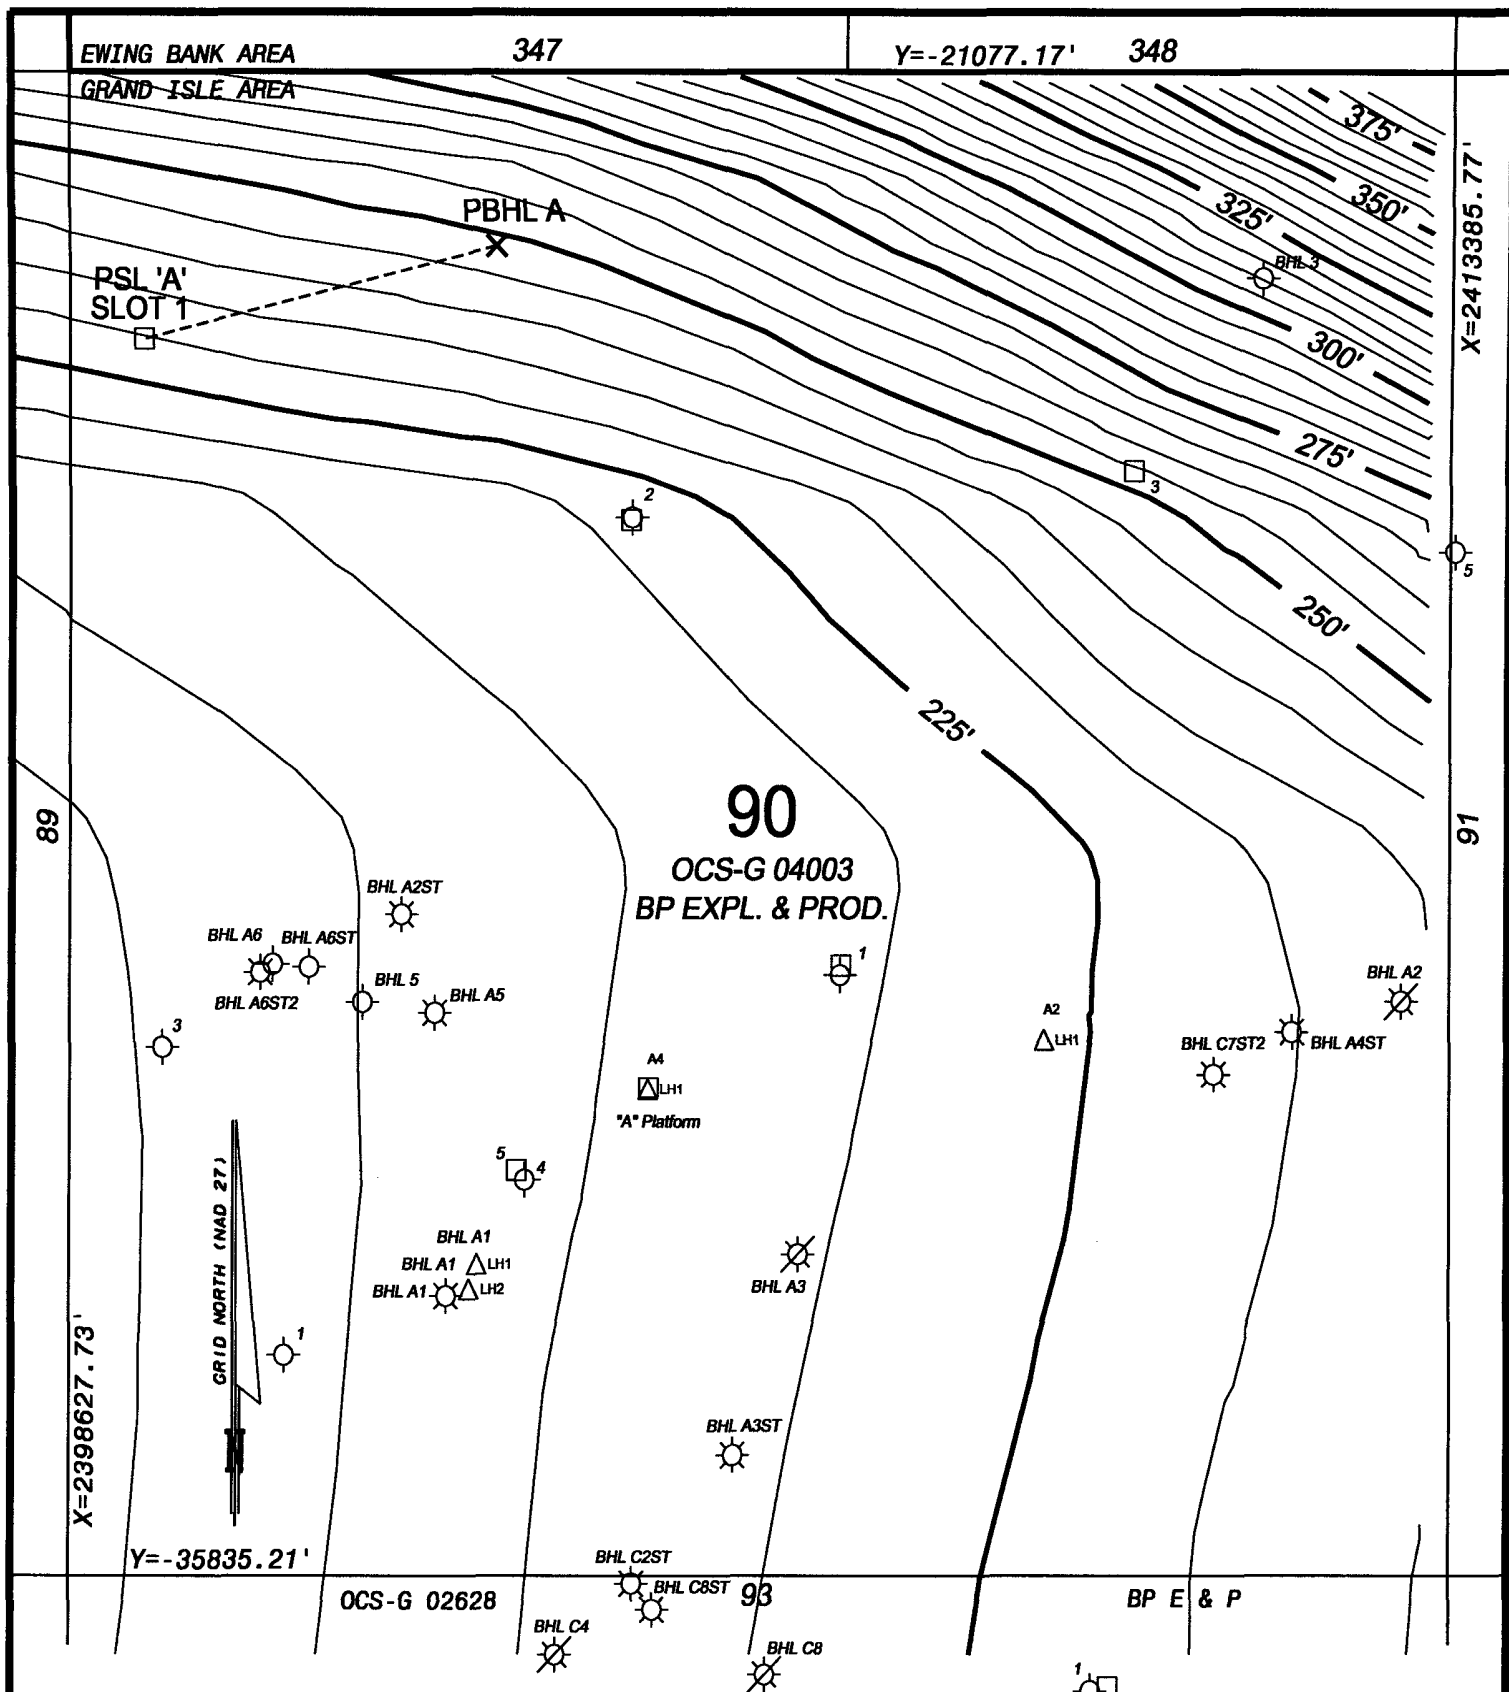 EWING BANK AREA
347
Y=-21077.17'
348
GRAND ISLE AREA
375'
350'
325'
X=2413385.77'
PBHL A
BHL 3
PSL 'A'
SLOT 1
300'
275'
3
2
5
250'
225'
89
90
91
OCS-G 04003
BP EXPL. & PROD.
BHL A2ST
BHL A6
BHL A6ST
BHL A6ST2
BHL 5
BHL A5
1
BHL A2
3
A2
LH1
BHL C7ST2
BHL A4ST
A4
LH1
"A" Platform
5
4
GRID NORTH (NAD 27)
BHL A1
BHL A1
LH1
BHL A1
LH2
BHL A3
1
X=2398627.73'
N
BHL A3ST
Y=-35835.21'
BHL C2ST
OCS-G 02628
BHL C8ST
93
BP E & P
BHL C4
BHL C8
1